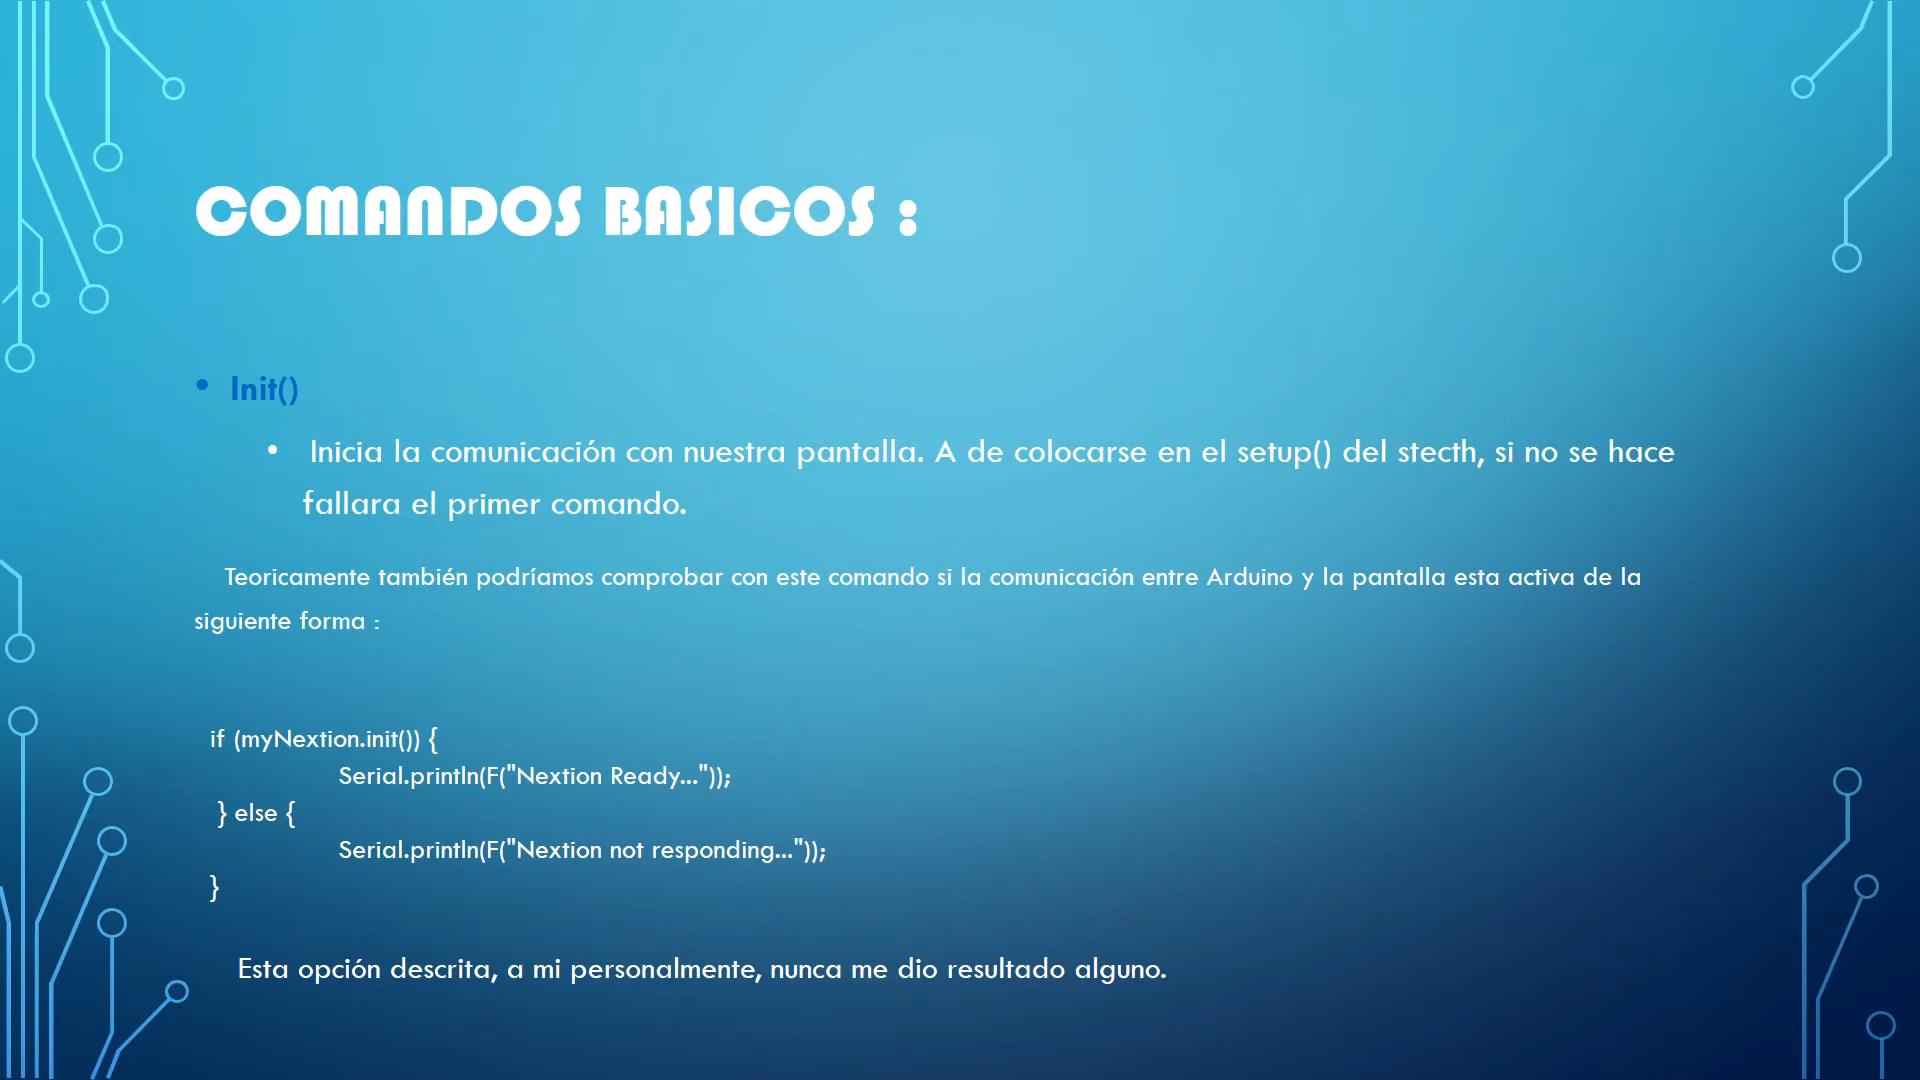 COMANDOS BASICOS :
• Init()
• Inicia la comunicación con nuestra pantalla. A de colocarse en el setup() del stecth, si no se hace
fallara el primer comando.
Teoricamente también podríamos comprobar con este comando si la comunicación entre Arduino y la pantalla esta activa de la
siguiente forma :
if (myNextion.init()) {
Serial.println(F("Nextion Ready..."));
} else {
Serial.println(F("Nextion not responding..."));
}
Esta opción descrita, a mi personalmente, nunca me dio resultado alguno.